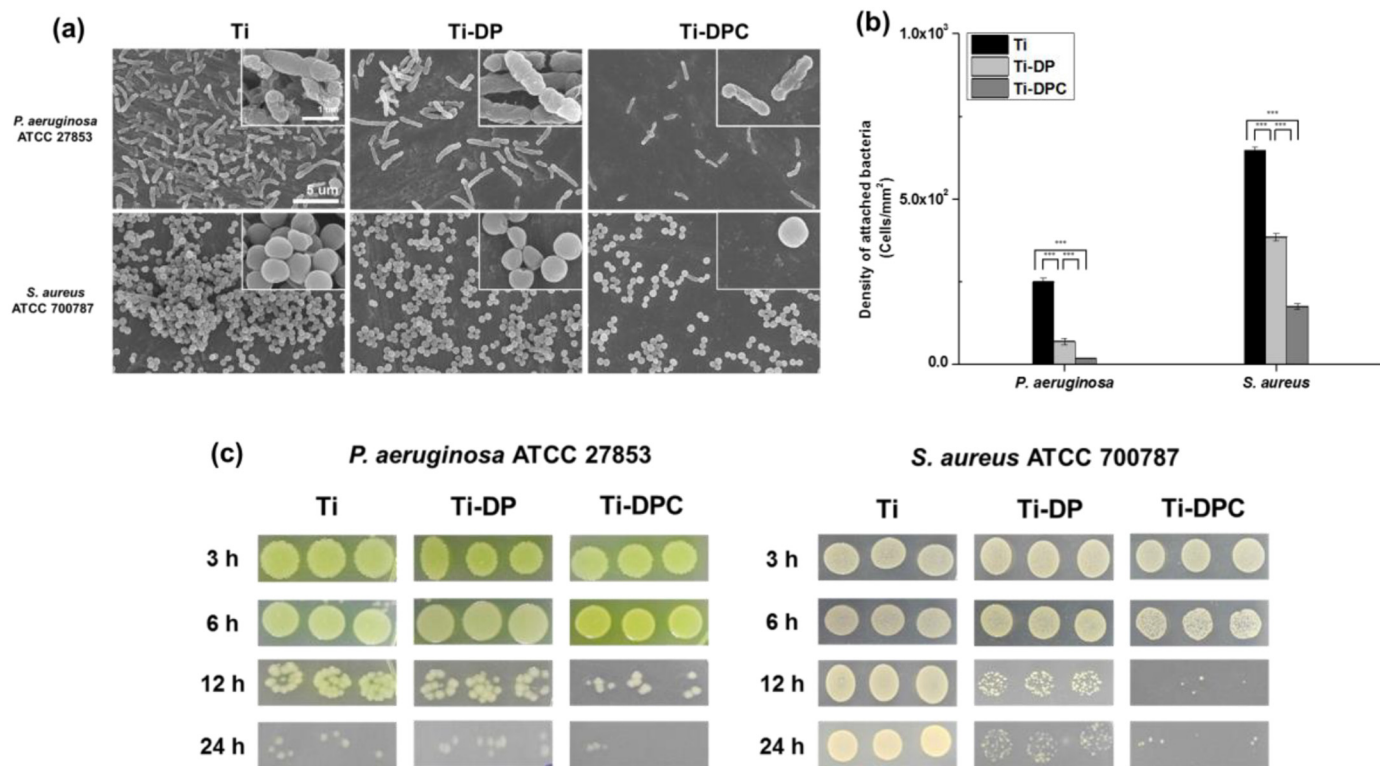 (a)
Ti
Ti-DP
Ti-DPC
P. aeruginosa
ATCC 27853
1 um
5 um
S. aureus
ATCC 700787
(b)
Density of attached bacteria
(Cells/mm²)
1.0x10³
5.0x10²
0.0
Ti
Ti-DP
Ti-DPC
***
*** ***
***
*** ***
P. aeruginosa
S. aureus
(c)
P. aeruginosa ATCC 27853
Ti
Ti-DP
Ti-DPC
3 h
6 h
12 h
24 h
S. aureus ATCC 700787
Ti
Ti-DP
Ti-DPC
3 h
6 h
12 h
24 h